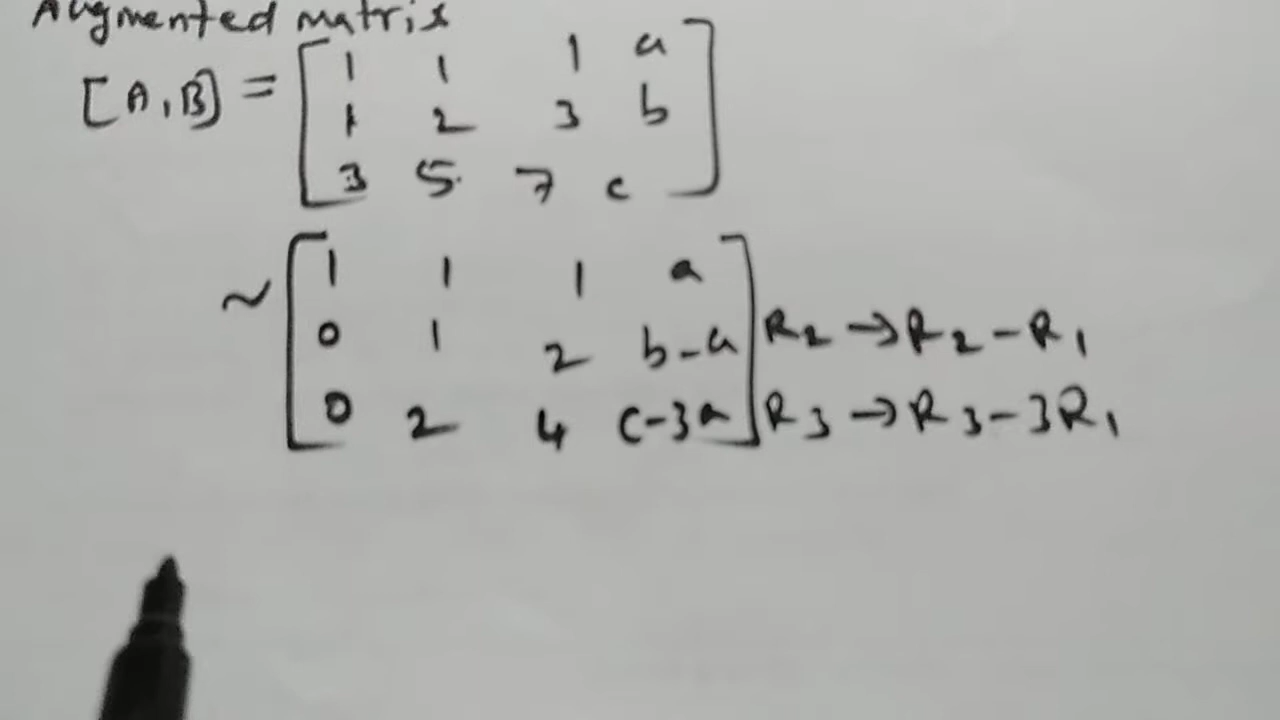 Augmented matrix
[A,B] = [ 1 1 1 a
1 2 3 b
3 5 7 c ]
~ [ 1 1 1 a
0 1 2 b-a ] R2 → R2 - R1
0 2 4 c-3a ] R3 → R3 - 3R1